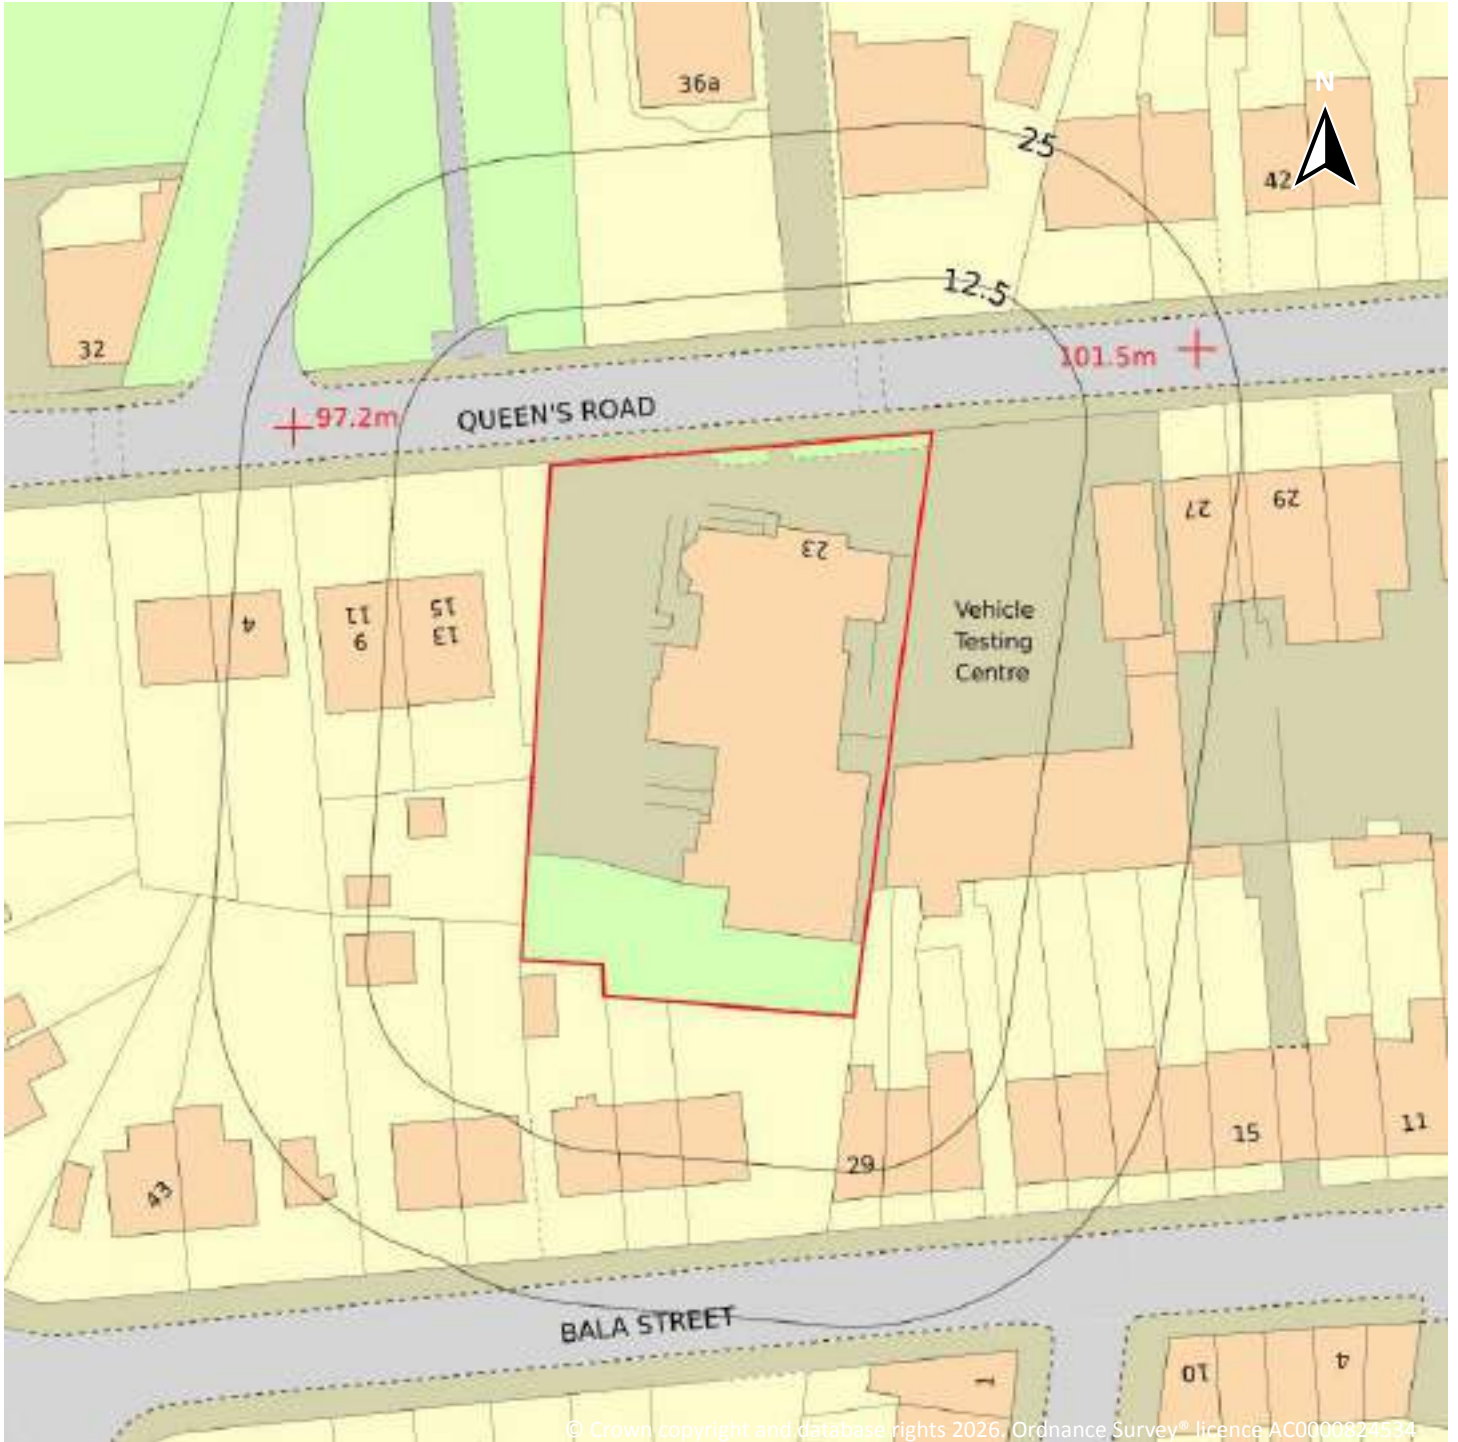 36a
N
25
42
12.5
32
101.5m
97.2m
QUEEN'S ROAD
27
29
23
4
11
9
15
13
Vehicle
Testing
Centre
43
29
15
11
BALA STREET
1
10
4
© Crown copyright and database rights 2026. Ordnance Survey® licence AC0000824534